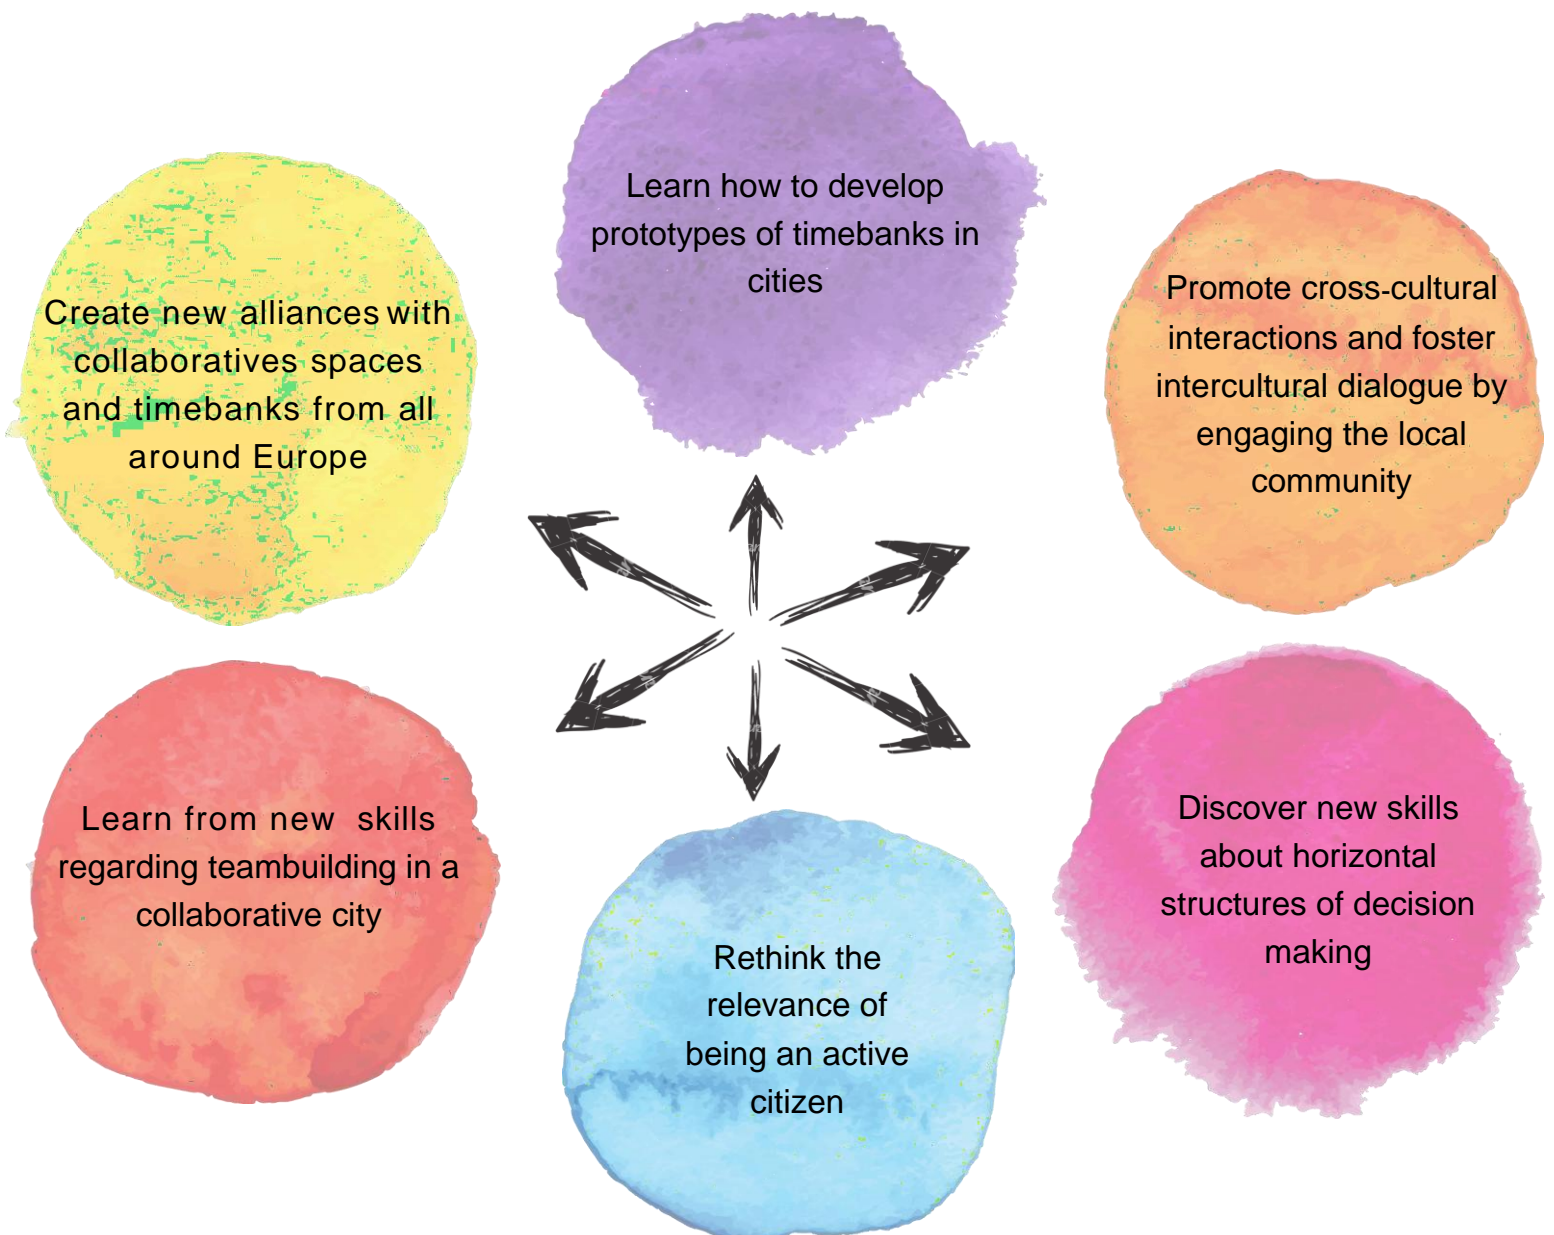 Learn how to develop
prototypes of timebanks in
cities
Create new alliances with
collaboratives spaces
and timebanks from all
around Europe
Promote cross-cultural
interactions and foster
intercultural dialogue by
engaging the local
community
Learn from new skills
regarding teambuilding in a
collaborative city
Discover new skills
about horizontal
structures of decision
making
Rethink the
relevance of
being an active
citizen